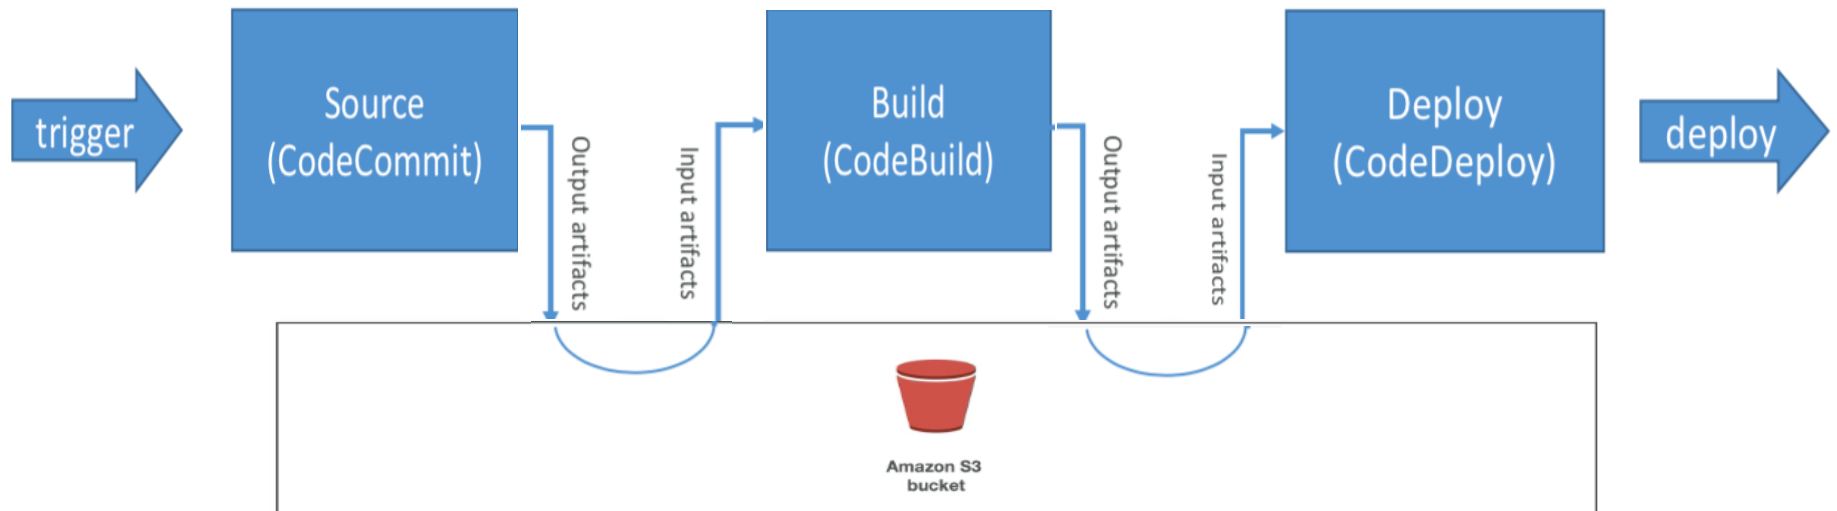 trigger
Source
(CodeCommit)
Output artifacts
Input artifacts
Build
(CodeBuild)
Output artifacts
Input artifacts
Deploy
(CodeDeploy)
deploy
Amazon S3
bucket